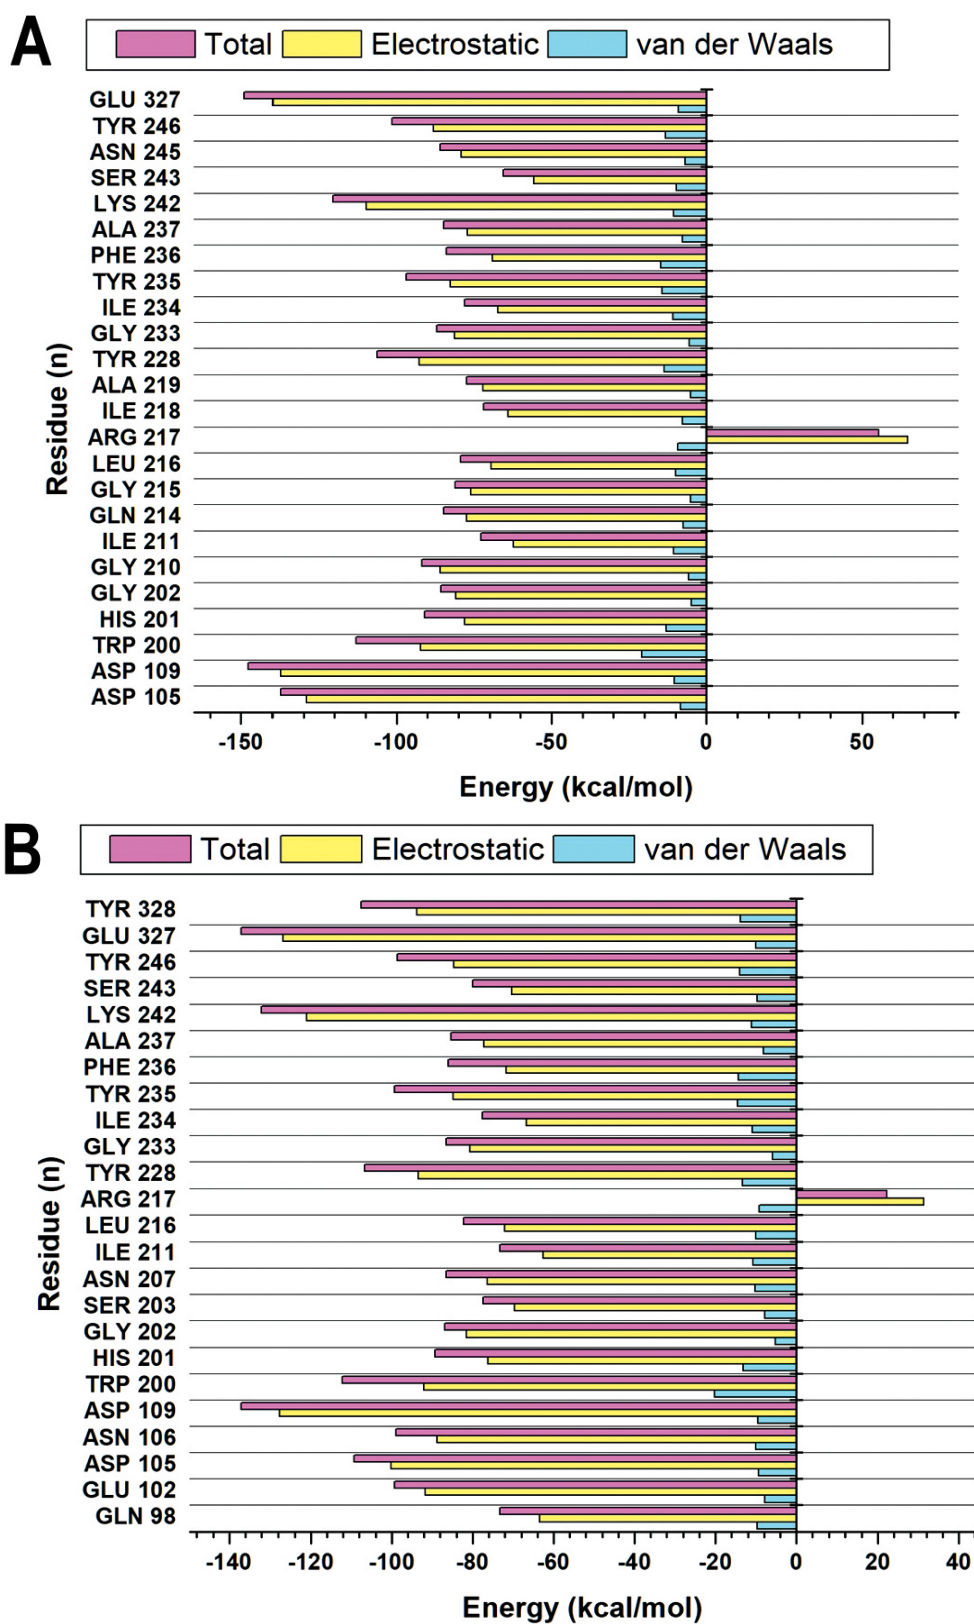 A
Total Electrostatic van der Waals
GLU 327
TYR 246
ASN 245
SER 243
LYS 242
ALA 237
PHE 236
TYR 235
ILE 234
GLY 233
TYR 228
ALA 219
ILE 218
ARG 217
LEU 216
GLY 215
GLN 214
ILE 211
GLY 210
GLY 202
HIS 201
TRP 200
ASP 109
ASP 105
Residue (n)
-150 -100 -50 0 50
Energy (kcal/mol)
B
Total Electrostatic van der Waals
TYR 328
GLU 327
TYR 246
SER 243
LYS 242
ALA 237
PHE 236
TYR 235
ILE 234
GLY 233
TYR 228
ARG 217
LEU 216
ILE 211
ASN 207
SER 203
GLY 202
HIS 201
TRP 200
ASP 109
ASN 106
ASP 105
GLU 102
GLN 98
Residue (n)
-140 -120 -100 -80 -60 -40 -20 0 20 40
Energy (kcal/mol)